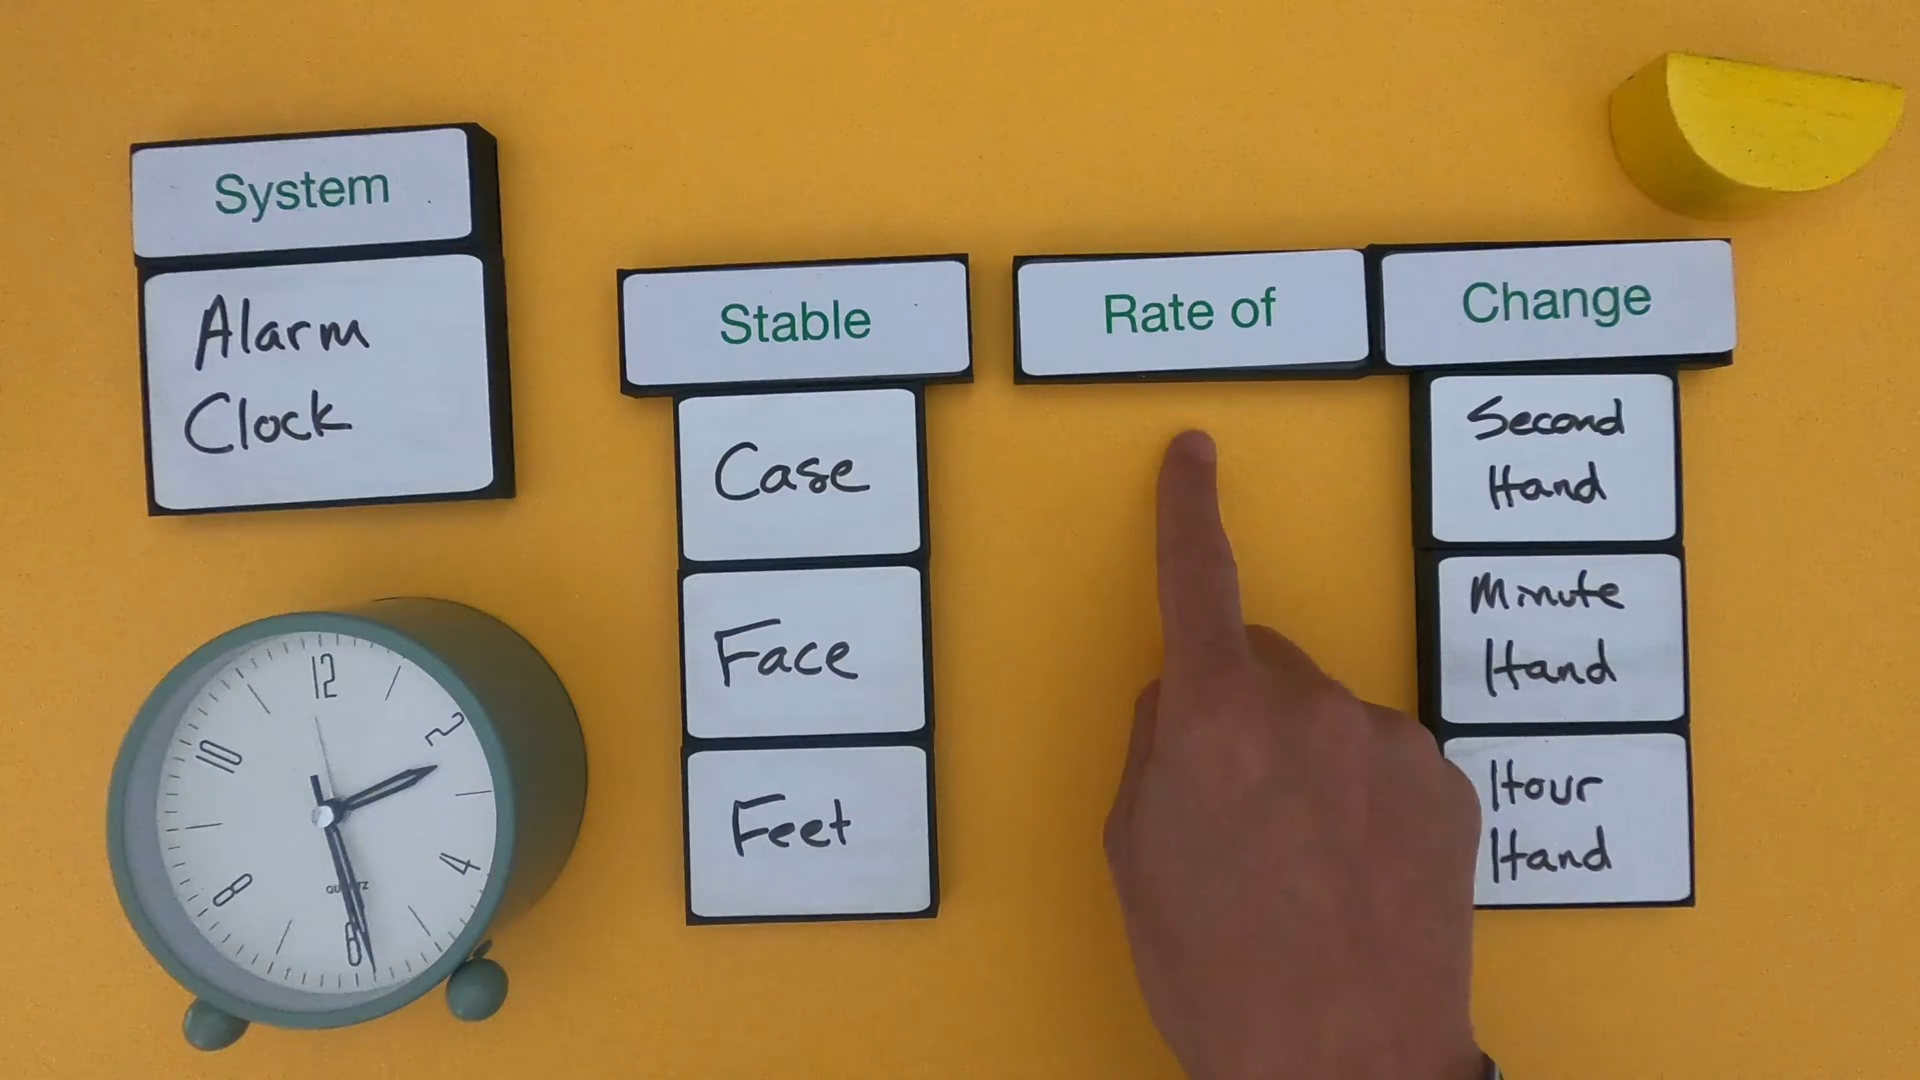 System
Alarm
Clock
Stable
Case
Face
Feet
Rate of
Change
Second
Hand
Minute
Hand
Hour
Hand
12
2
4
6
8
10